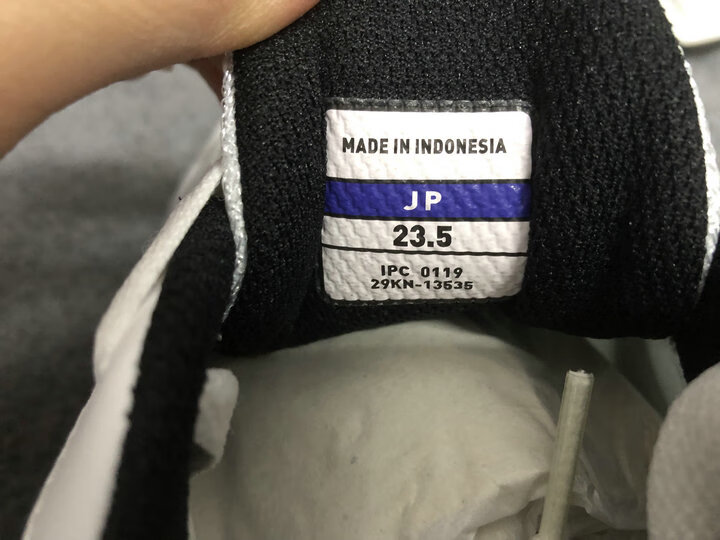 MADE IN INDONESIA
JP
23.5
IPC 0119
29KN-13535